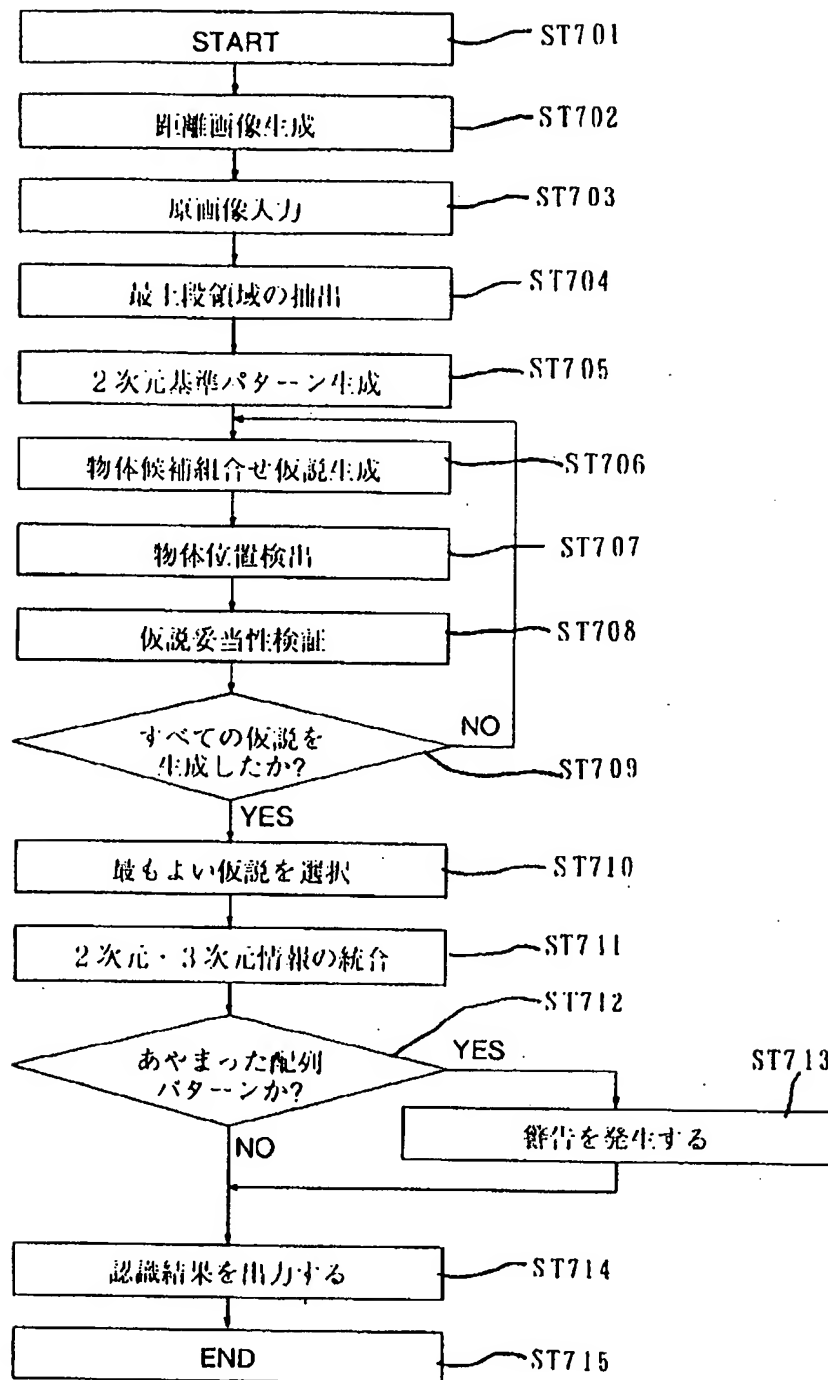 START
ST701
距離画像生成
ST702
原画像入力
ST703
最上段領域の抽出
ST704
2次元基準パターン生成
ST705
物体候補組合せ仮説生成
ST706
物体位置検出
ST707
仮説妥当性検証
ST708
すべての仮説を
生成したか?
NO
ST709
YES
最もよい仮説を選択
ST710
2次元・3次元情報の統合
ST711
ST712
あやまった配列
パターンか?
YES
ST713
警告を発生する
NO
認識結果を出力する
ST714
END
ST715